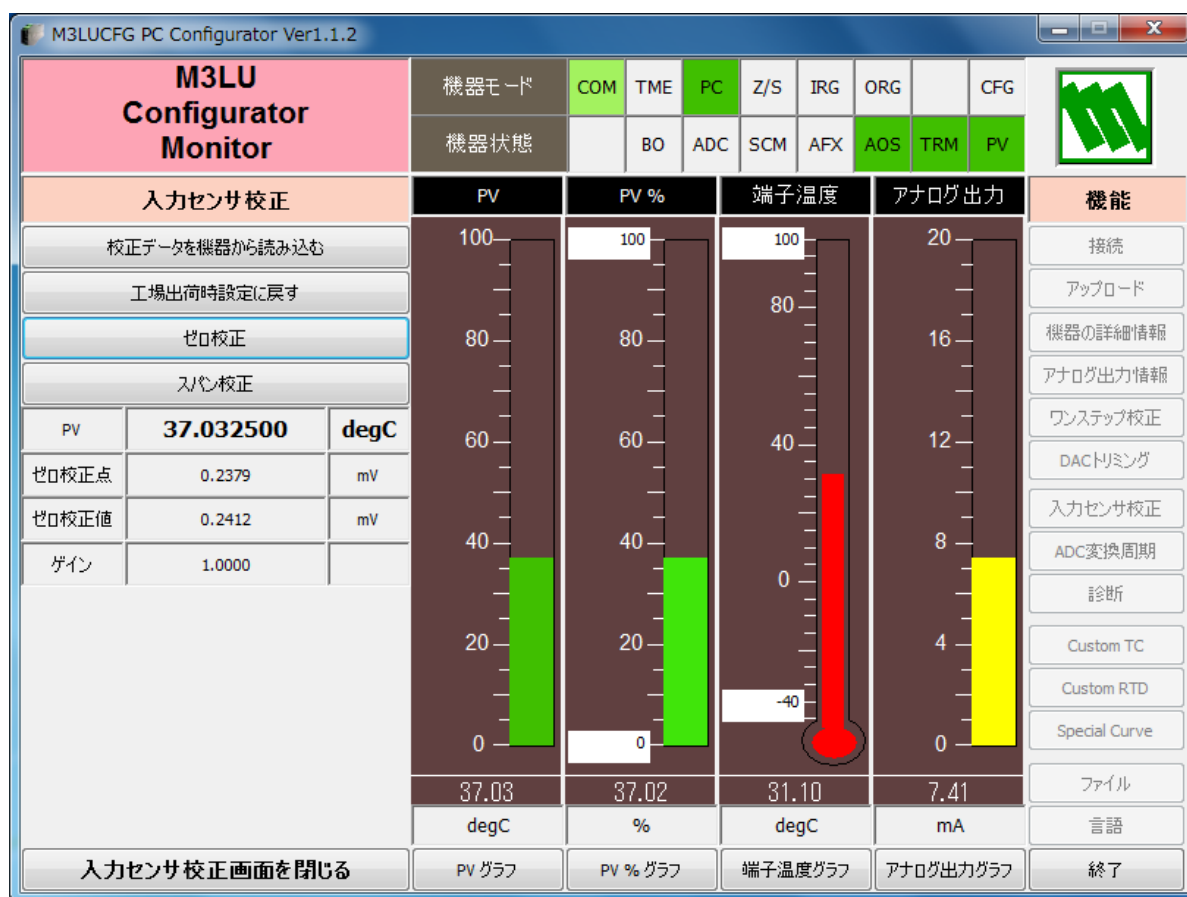 M3LUCFG PC Configurator Ver1.1.2
M3LU
Configurator
Monitor
機器モード
COM TME PC Z/S IRG ORG CFG
機器状態
BO ADC SCM AFX AOS TRM PV
入力センサ校正
校正データを機器から読み込む
工場出荷時設定に戻す
ゼロ校正
スパン校正
PV 37.032500 degC
ゼロ校正点 0.2379 mV
ゼロ校正値 0.2412 mV
ゲイン 1.0000
入力センサ校正画面を閉じる
PV
100
80
60
40
20
0
37.03
degC
PV グラフ
PV %
100
80
60
40
20
0
37.02
%
PV % グラフ
端子温度
100
80
40
0
-40
31.10
degC
端子温度グラフ
アナログ出力
20
16
12
8
4
0
7.41
mA
アナログ出力グラフ
機能
接続
アップロード
機器の詳細情報
アナログ出力情報
ワンステップ校正
DACトリミング
入力センサ校正
ADC変換周期
診断
Custom TC
Custom RTD
Special Curve
ファイル
言語
終了